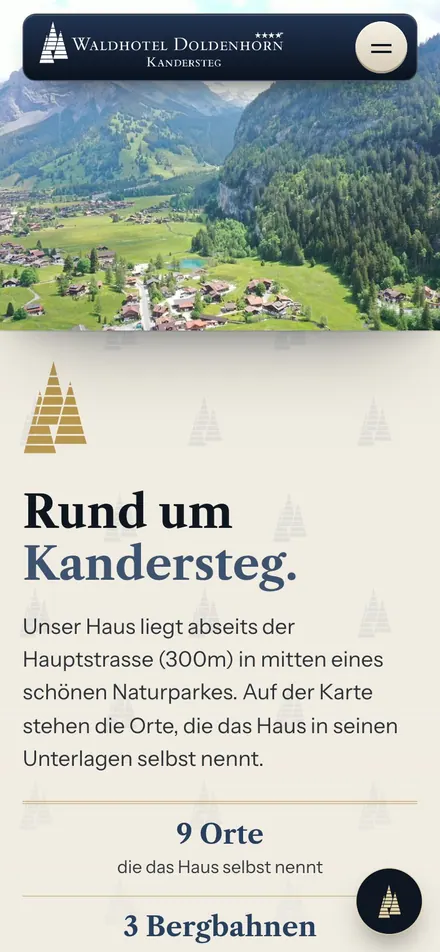 WALDHOTEL DOLDENHORN
KANDERSTEG
Rund um
Kandersteg.
Unser Haus liegt abseits der
Hauptstrasse (300m) in mitten eines
schönen Naturparkes. Auf der Karte
stehen die Orte, die das Haus in seinen
Unterlagen selbst nennt.
9 Orte
die das Haus selbst nennt
3 Bergbahnen